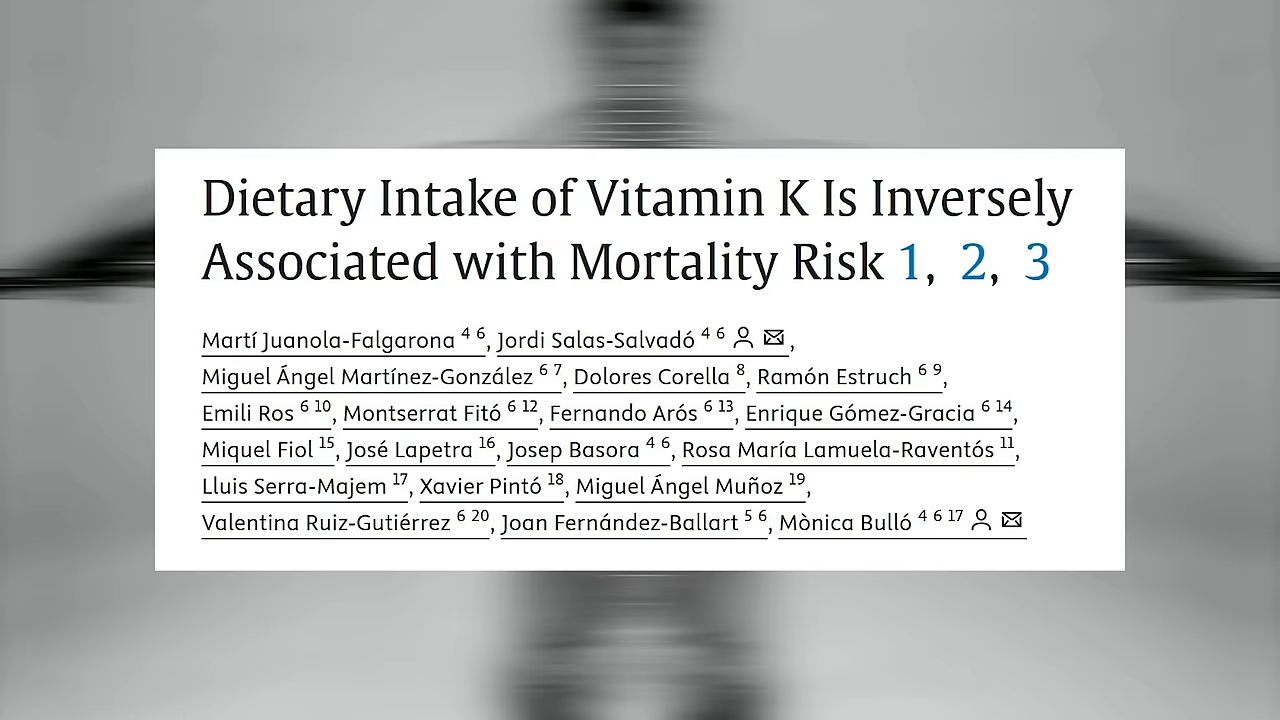 Dietary Intake of Vitamin K Is Inversely
Associated with Mortality Risk 1, 2, 3
Martí Juanola-Falgarona 4 6, Jordi Salas-Salvadó 4 6,
Miguel Ángel Martínez-González 6 7, Dolores Corella 8, Ramón Estruch 6 9,
Emili Ros 6 10, Montserrat Fitó 6 12, Fernando Arós 6 13, Enrique Gómez-Gracia 6 14,
Miquel Fiol 15, José Lapetra 16, Josep Basora 4 6, Rosa María Lamuela-Raventós 11,
Lluis Serra-Majem 17, Xavier Pintó 18, Miguel Ángel Muñoz 19,
Valentina Ruiz-Gutiérrez 6 20, Joan Fernández-Ballart 5 6, Mònica Bulló 4 6 17